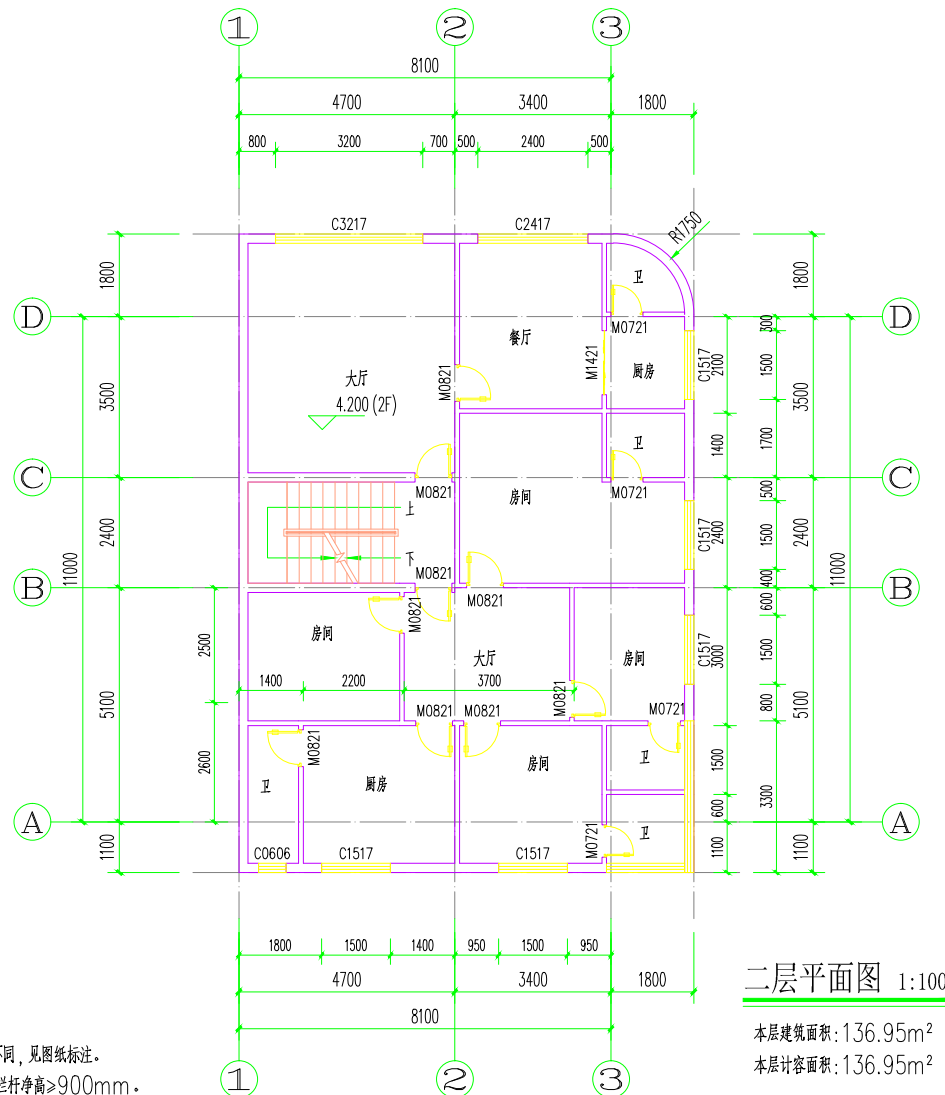 1 2 3
8100
4700 3400 1800
800 3200 700 500 2400 500
C3217 C2417
R1750
1800 1800
卫
D D
M0721
300
餐厅
M1421
厨房
C1517
2100
1500
大厅
M0821
4.200 (2F)
3500 3500
11000 11000
卫
1400 1700
C C
M0821 M0721
房间
上
500
2400 C1517 2400 1500 2400
下
M0821
400
B B
M0821 M0821
600
房间
大厅 房间
2500 C1517 3000 1500
1400 2200 3700
M0821
5100 800 5100
M0821 M0821 M0721
M0821
2600
卫 厨房 房间 卫
1500 3300
600
A A
卫
M0721
1100 1100 1100
C0606 C1517 C1517
1800 1500 1400 950 1500 950
4700 3400 1800
8100
1 2 3
二层平面图 1:100
本层建筑面积:136.95m²
本层计容面积:136.95m²
同,见图纸标注。
栏杆净高≥900mm。